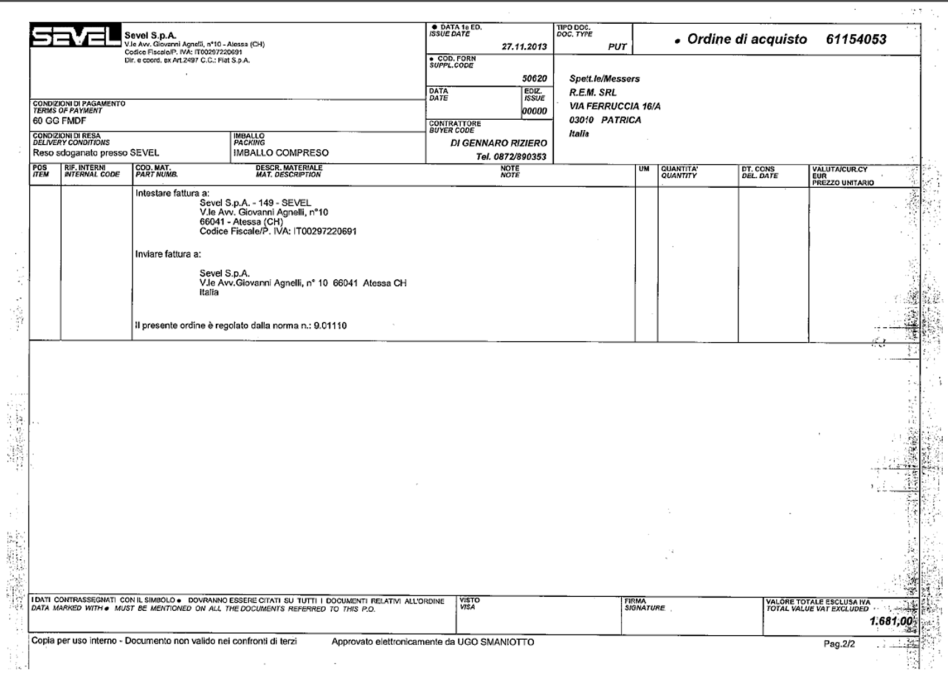 SEVEL
Sevel S.p.A.
V.le Avv. Giovanni Agnelli, n°10 - Atessa (CH)
Codice Fiscale/P. IVA: IT00297220691
Dir. e coord. ex Art.2497 C.C.: Fiat S.p.A.
● DATA 1a ED.
ISSUE DATE
27.11.2013
TIPO DOC.
DOC. TYPE
PUT
● Ordine di acquisto 61154053
● COD. FORN
SUPPL.CODE
50620
DATA
DATE
EDIZ.
ISSUE
00000
Spett.le/Messers
R.E.M. SRL
VIA FERRUCCIA 16/A
03010 PATRICA
Italia
CONDIZIONI DI PAGAMENTO
TERMS OF PAYMENT
60 GG FMDF
CONTRATTORE
BUYER CODE
DI GENNARO RIZIERO
Tel. 0872/890353
CONDIZIONI DI RESA
DELIVERY CONDITIONS
Reso sdoganato presso SEVEL
IMBALLO
PACKING
IMBALLO COMPRESO
POS
ITEM
RIF. INTERNI
INTERNAL CODE
COD. MAT.
PART NUMB.
DESCR. MATERIALE
MAT. DESCRIPTION
NOTE
NOTE
UM
QUANTITA'
QUANTITY
DT. CONS
DEL. DATE
VALUTA/CUR.CY
EUR
PREZZO UNITARIO
Intestare fattura a:
Sevel S.p.A. - 149 - SEVEL
V.le Avv. Giovanni Agnelli, n°10
66041 - Atessa (CH)
Codice Fiscale/P. IVA: IT00297220691
Inviare fattura a:
Sevel S.p.A.
V.le Avv.Giovanni Agnelli, n° 10 66041 Atessa CH
Italia
Il presente ordine è regolato dalla norma n.: 9.01110
I DATI CONTRASSEGNATI CON IL SIMBOLO ● DOVRANNO ESSERE CITATI SU TUTTI I DOCUMENTI RELATIVI ALL'ORDINE
DATA MARKED WITH ● MUST BE MENTIONED ON ALL THE DOCUMENTS REFERRED TO THIS P.O.
VISTO
VISA
FIRMA
SIGNATURE
VALORE TOTALE ESCLUSA IVA
TOTAL VALUE VAT EXCLUDED
1.681,00
Copia per uso interno - Documento non valido nei confronti di terzi
Approvato elettronicamente da UGO SMANIOTTO
Pag.2/2